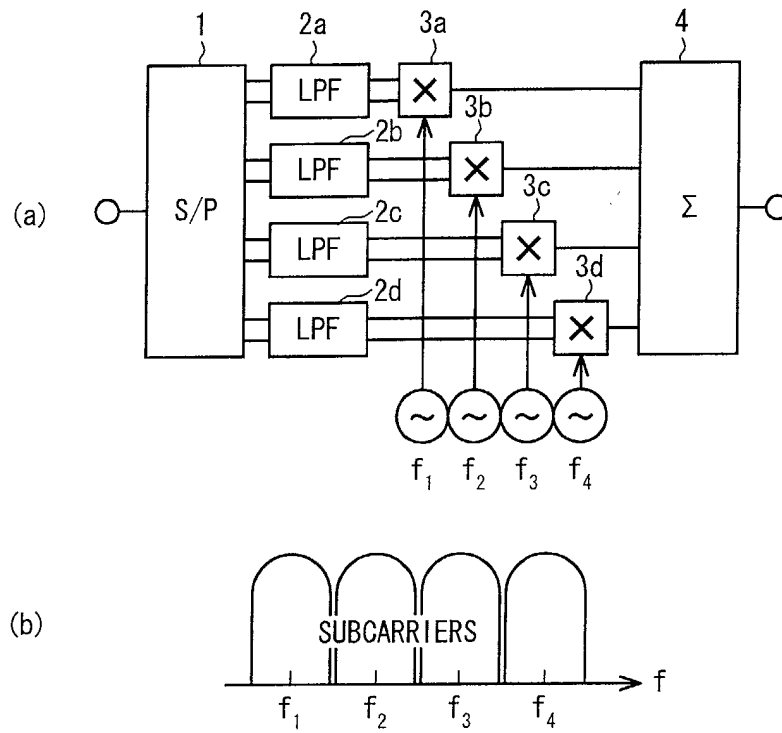 1
2a
3a
4
LPF
×
2b
3b
LPF
×
(a)
S/P
2c
3c
Σ
LPF
×
2d
3d
LPF
×
~ ~ ~ ~
f1 f2 f3 f4
(b)
SUBCARRIERS
f
f1 f2 f3 f4